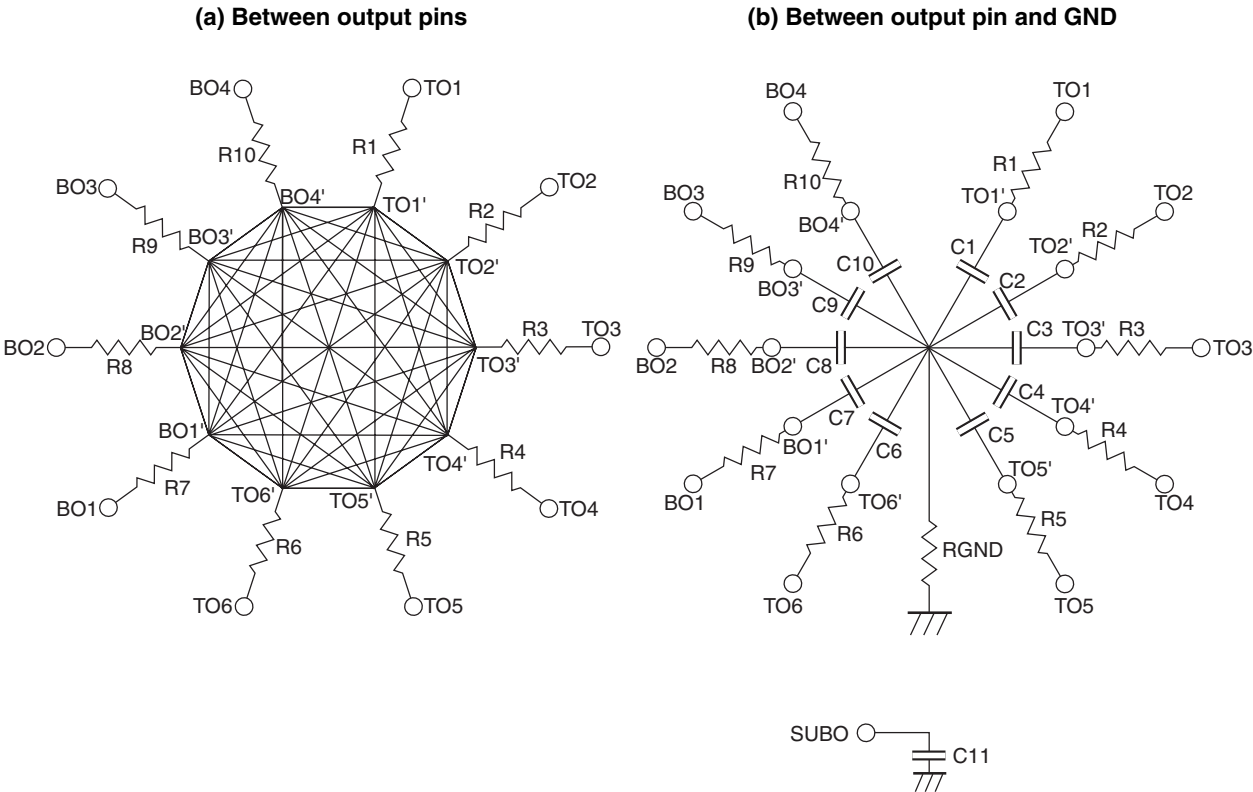 (a) Between output pins
BO4
TO1
R10
R1
BO3
TO2
R9
R2
BO4'
TO1'
BO3'
TO2'
BO2
R8
BO2'
TO3'
R3
TO3
BO1'
TO4'
R7
R4
BO1
TO4
TO6'
TO5'
R6
R5
TO6
TO5
(b) Between output pin and GND
BO4
TO1
R10
R1
BO3
TO2
BO4'
TO1'
R9
R2
BO3'
TO2'
C10
C1
C9
C2
BO2
R8
BO2'
C8
C3
TO3'
R3
TO3
C7
C4
BO1'
TO4'
C6
C5
R7
R4
BO1
TO4
TO6'
TO5'
R6
R5
RGND
TO6
TO5
SUBO
C11